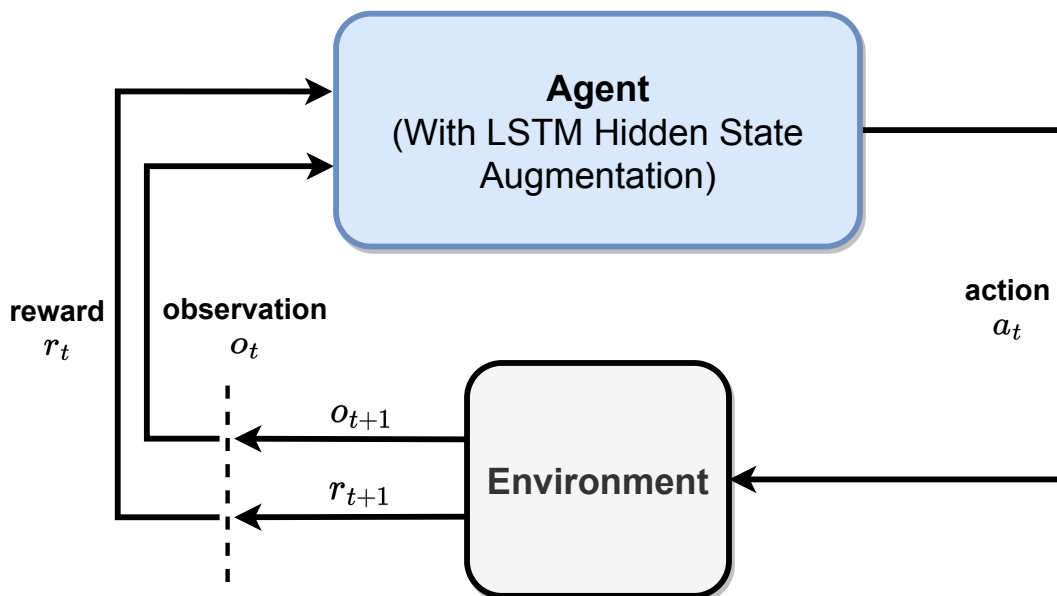 Agent
(With LSTM Hidden State
Augmentation)
reward
r_t
observation
o_t
action
a_t
o_{t+1}
Environment
r_{t+1}